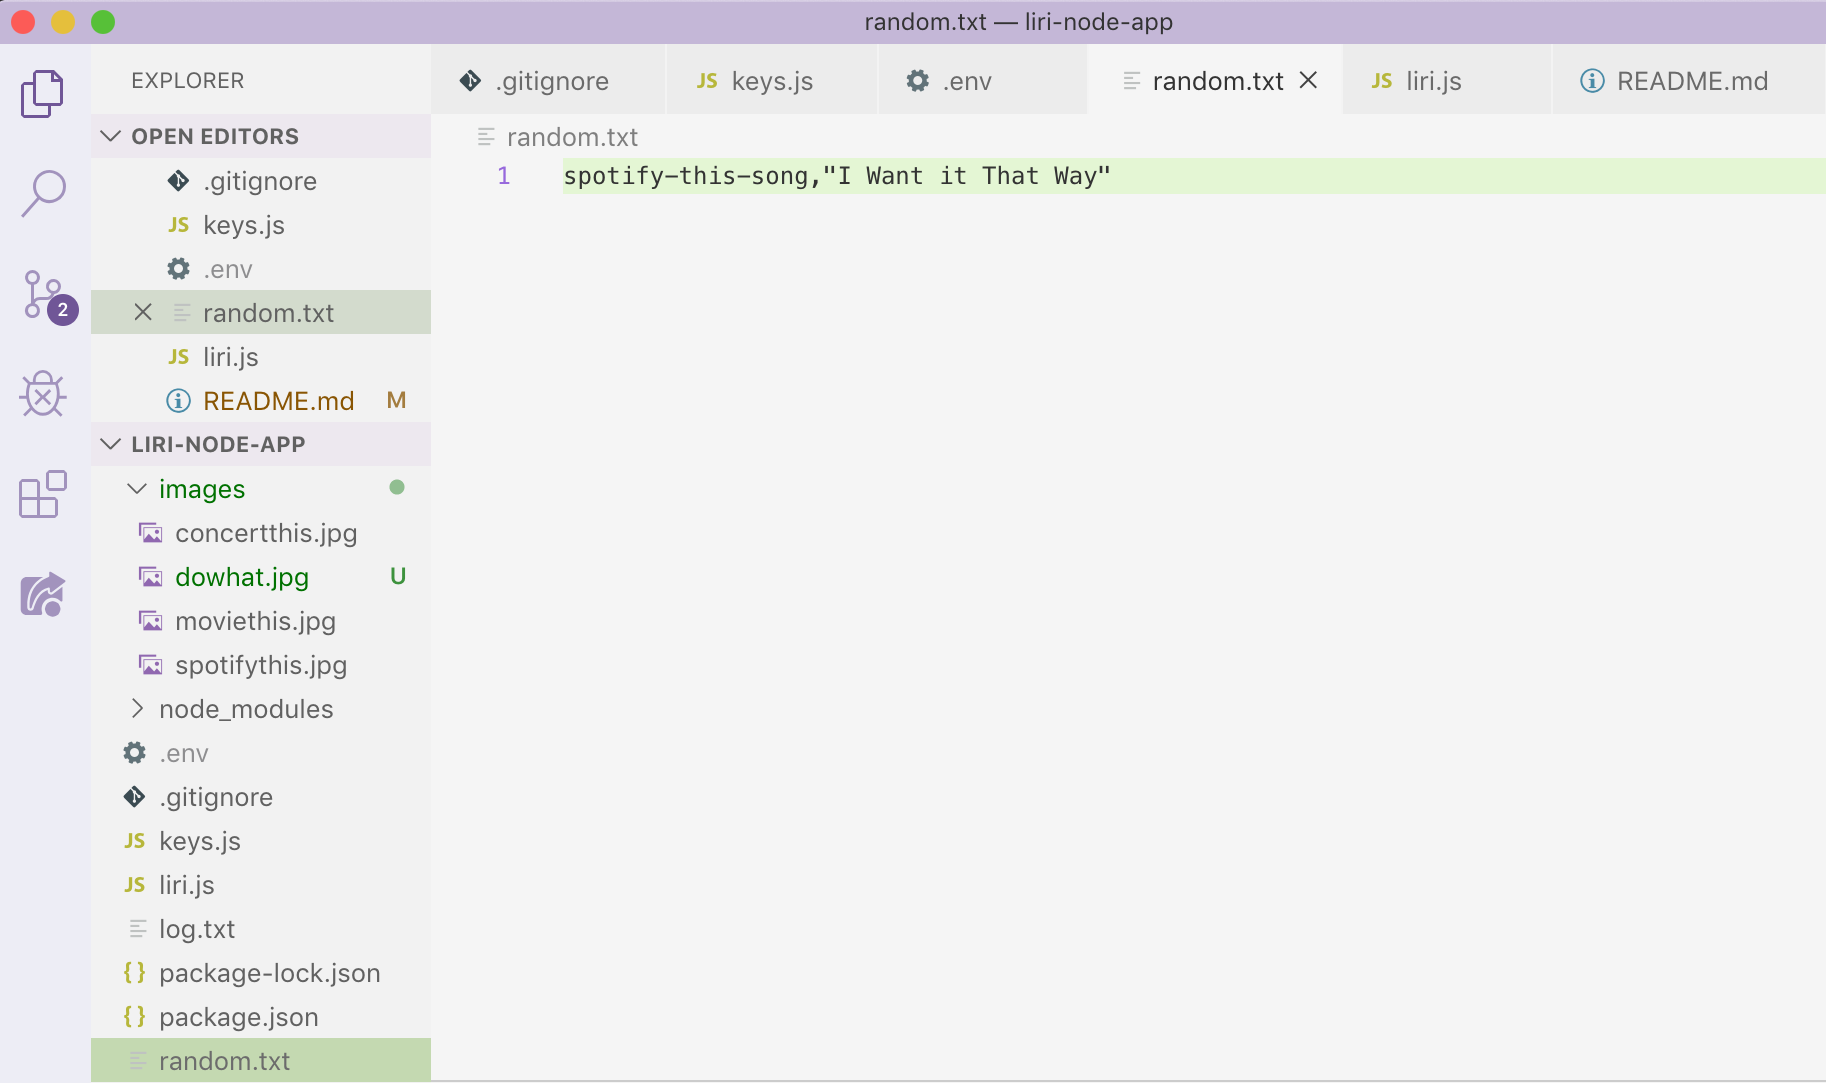 random.txt — liri-node-app
EXPLORER
.gitignore
JS keys.js
.env
random.txt
JS liri.js
README.md
OPEN EDITORS
.gitignore
JS keys.js
.env
random.txt
JS liri.js
README.md M
random.txt
1 spotify-this-song,"I Want it That Way"
2
LIRI-NODE-APP
images
concertthis.jpg
dowhat.jpg U
moviethis.jpg
spotifythis.jpg
node_modules
.env
.gitignore
JS keys.js
JS liri.js
log.txt
{} package-lock.json
{} package.json
random.txt